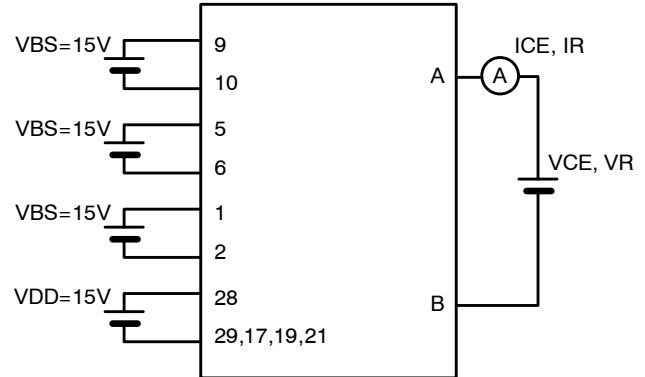 VBS=15V
9
10
VBS=15V
5
6
VBS=15V
1
2
VDD=15V
28
29,17,19,21
A
A
ICE, IR
VCE, VR
B